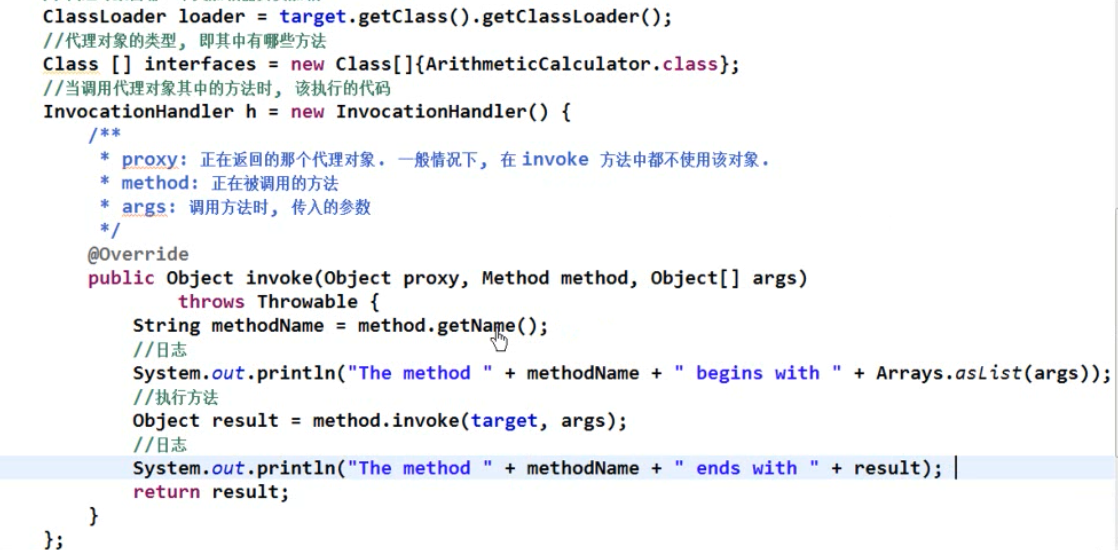 ClassLoader loader = target.getClass().getClassLoader();
//代理对象的类型, 即其中有哪些方法
Class [] interfaces = new Class[]{ArithmeticCalculator.class};
//当调用代理对象其中的方法时, 该执行的代码
InvocationHandler h = new InvocationHandler() {
/**
* proxy: 正在返回的那个代理对象. 一般情况下, 在 invoke 方法中都不使用该对象.
* method: 正在被调用的方法
* args: 调用方法时, 传入的参数
*/
@Override
public Object invoke(Object proxy, Method method, Object[] args)
throws Throwable {
String methodName = method.getName();
//日志
System.out.println("The method " + methodName + " begins with " + Arrays.asList(args));
//执行方法
Object result = method.invoke(target, args);
//日志
System.out.println("The method " + methodName + " ends with " + result);
return result;
}
};